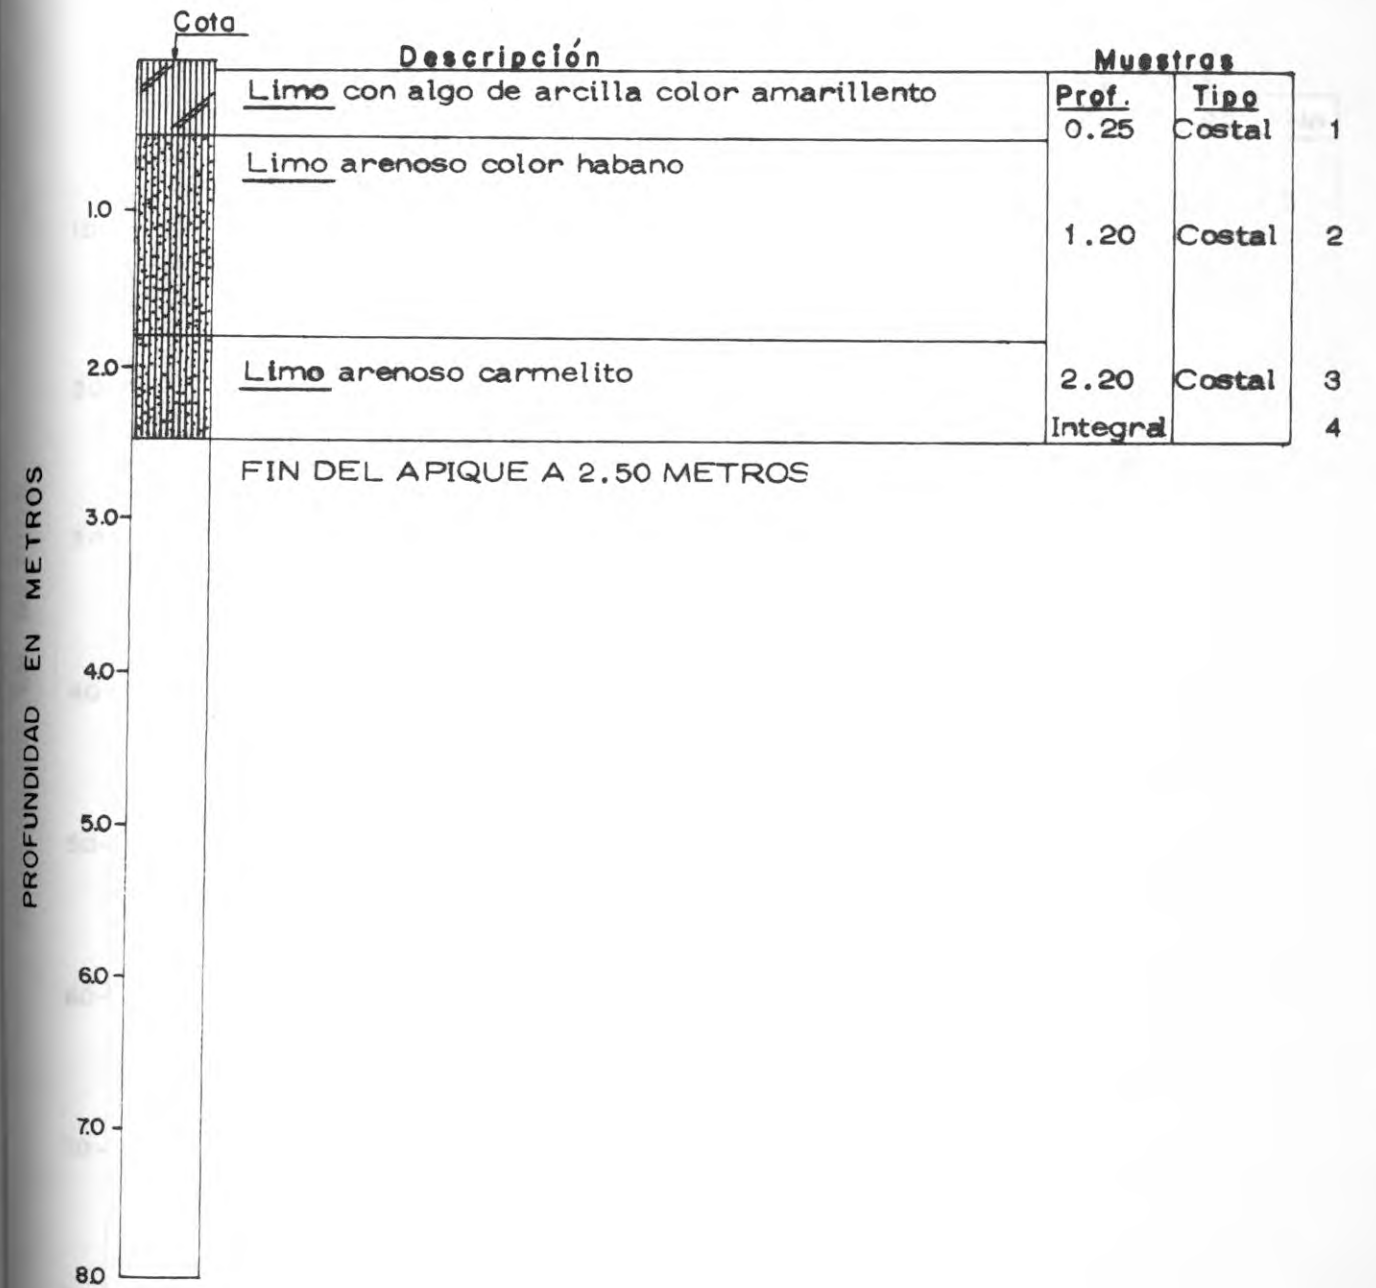 Cota
Descripción Muestras
Limo con algo de arcilla color amarillento Prof. Tipo
0.25 Costal 1
Limo arenoso color habano
1.0
1.20 Costal 2
2.0 Limo arenoso carmelito 2.20 Costal 3
Integral 4
FIN DEL APIQUE A 2.50 METROS
3.0
4.0
5.0
6.0
7.0
8.0
PROFUNDIDAD EN METROS